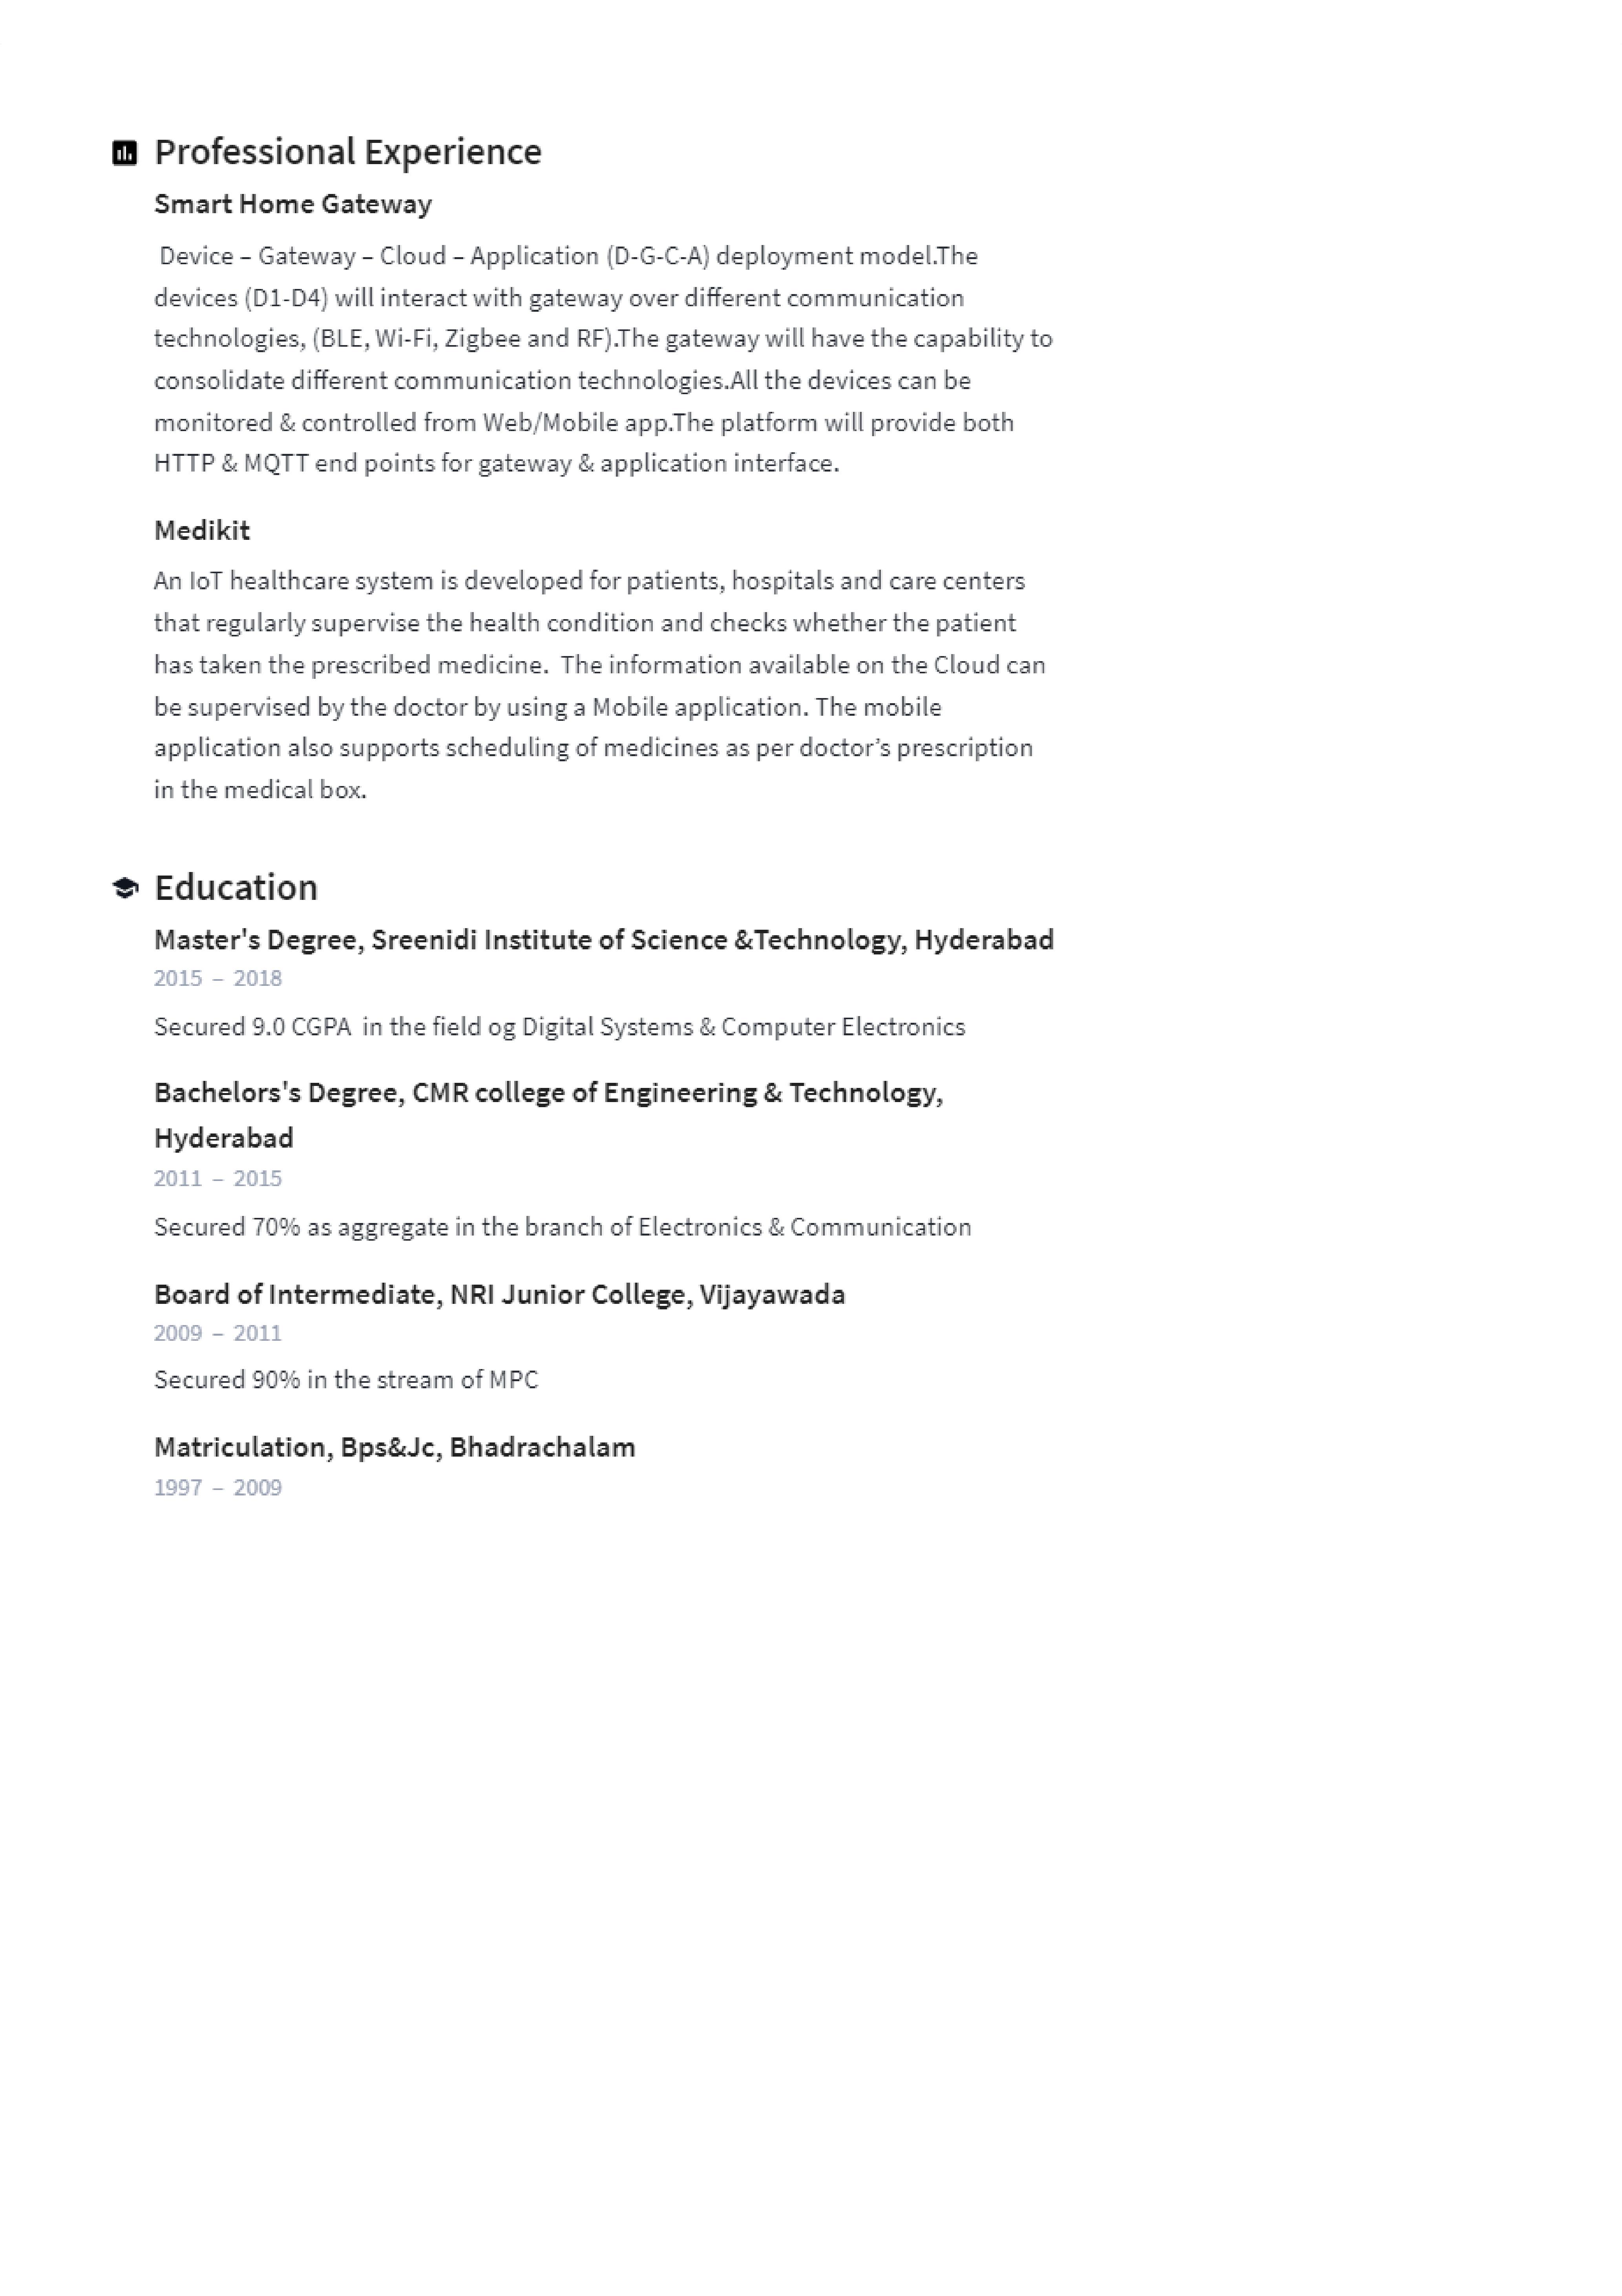 Professional Experience
Smart Home Gateway
Device – Gateway – Cloud – Application (D-G-C-A) deployment model.The
devices (D1-D4) will interact with gateway over different communication
technologies, (BLE, Wi-Fi, Zigbee and RF).The gateway will have the capability to
consolidate different communication technologies.All the devices can be
monitored & controlled from Web/Mobile app.The platform will provide both
HTTP & MQTT end points for gateway & application interface.
Medikit
An IoT healthcare system is developed for patients, hospitals and care centers
that regularly supervise the health condition and checks whether the patient
has taken the prescribed medicine.  The information available on the Cloud can
be supervised by the doctor by using a Mobile application. The mobile
application also supports scheduling of medicines as per doctor’s prescription
in the medical box.
Education
Master's Degree, Sreenidi Institute of Science &Technology, Hyderabad
2015 – 2018
Secured 9.0 CGPA  in the field og Digital Systems & Computer Electronics
Bachelors's Degree, CMR college of Engineering & Technology,
Hyderabad
2011 – 2015
Secured 70% as aggregate in the branch of Electronics & Communication
Board of Intermediate, NRI Junior College, Vijayawada
2009 – 2011
Secured 90% in the stream of MPC
Matriculation, Bps&Jc, Bhadrachalam
1997 – 2009